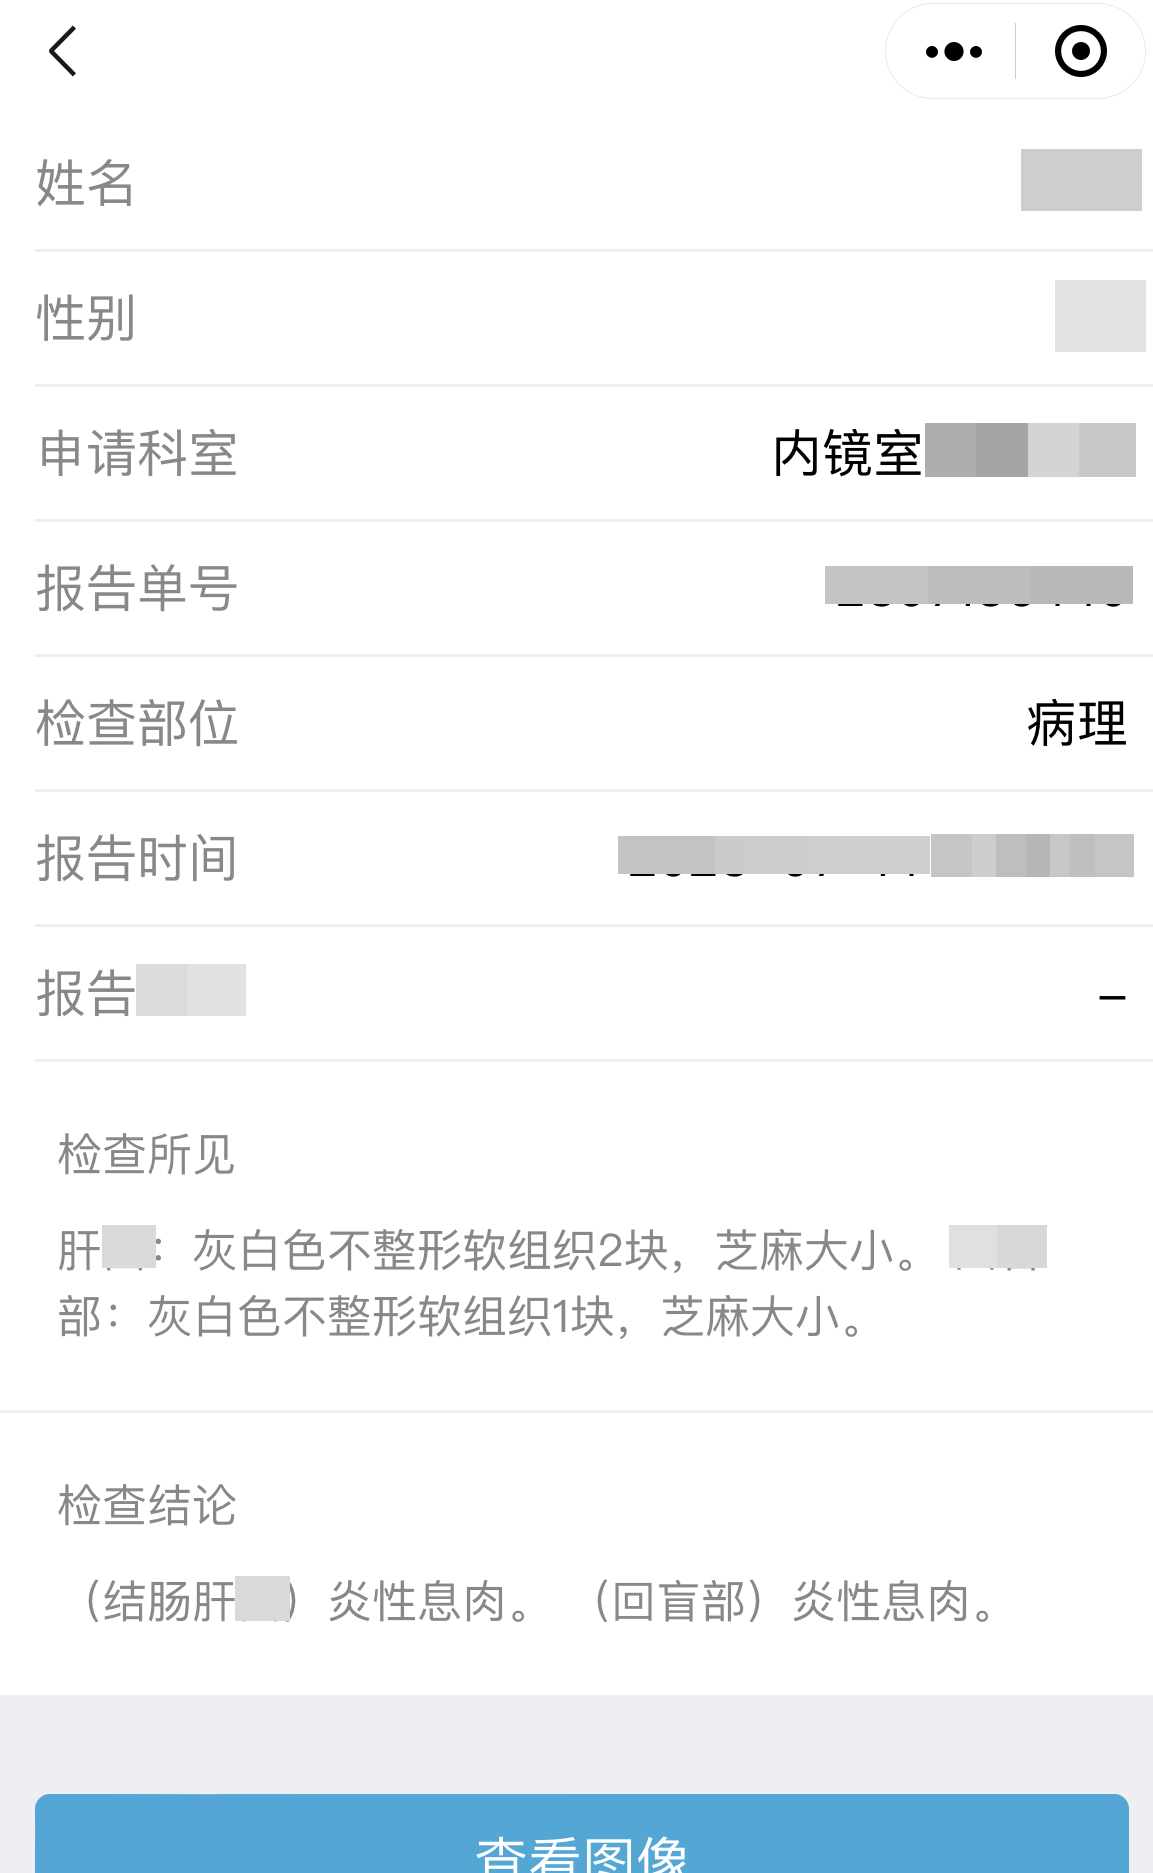 姓名
性别
申请科室 内镜室
报告单号
检查部位 病理
报告时间
报告 –
检查所见
肝：灰白色不整形软组织2块，芝麻大小。
部：灰白色不整形软组织1块，芝麻大小。
检查结论
（结肠肝）炎性息肉。（回盲部）炎性息肉。
查看图像